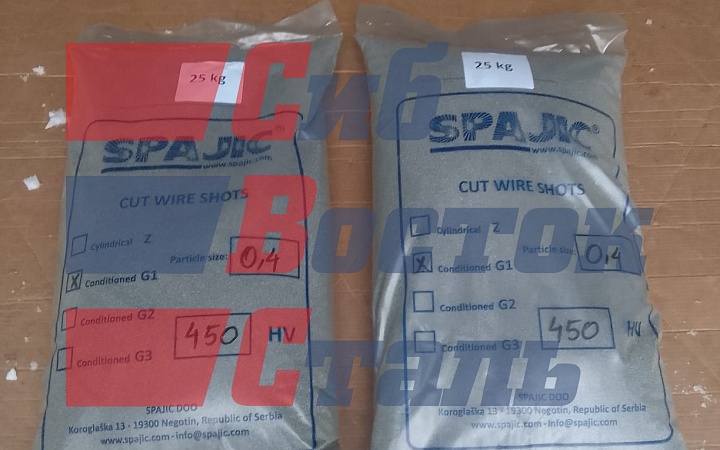 25 kg
SPAJIC®
www.spajic.com
CUT WIRE SHOTS
Cylindrical Z
Particle size: 0,4
X Conditioned G1
Conditioned G2
450 HV
Conditioned G3
SPAJIC DOO
Koroglaška 13 - 19300 Negotin, Republic of Serbia
www.spajic.com - info@spajic.com
25 kg
SPAJIC®
www.spajic.com
CUT WIRE SHOTS
Cylindrical Z
Particle size: 0,4
X Conditioned G1
Conditioned G2
450 HV
Conditioned G3
SPAJIC DOO
Koroglaška 13 - 19300 Negotin, Republic of Serbia
www.spajic.com - info@spajic.com
Сиб
Восток
Сталь